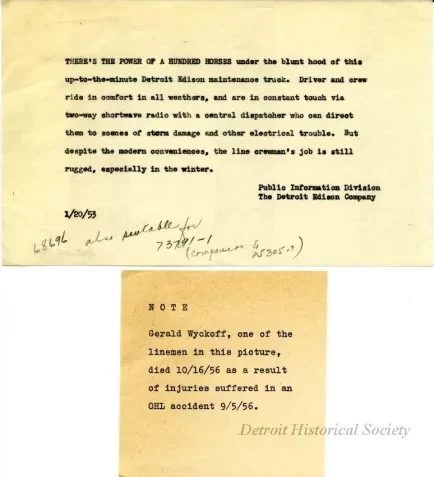 THERE'S THE POWER OF A HUNDRED HORSES under the blunt hood of this
up-to-the-minute Detroit Edison maintenance truck. Driver and crew
ride in comfort in all weathers, and are in constant touch via
two-way shortwave radio with a central dispatcher who can direct
them to scenes of storm damage and other electrical trouble. But
despite the modern conveniences, the line crewman's job is still
rugged, especially in the winter.
Public Information Division
The Detroit Edison Company
1/20/53
68696 also suitable for
73791-1
(companion to
25305-7)
NOTE
Gerald Wyckoff, one of the
linemen in this picture,
died 10/16/56 as a result
of injuries suffered in an
OHL accident 9/5/56.
Detroit Historical Society